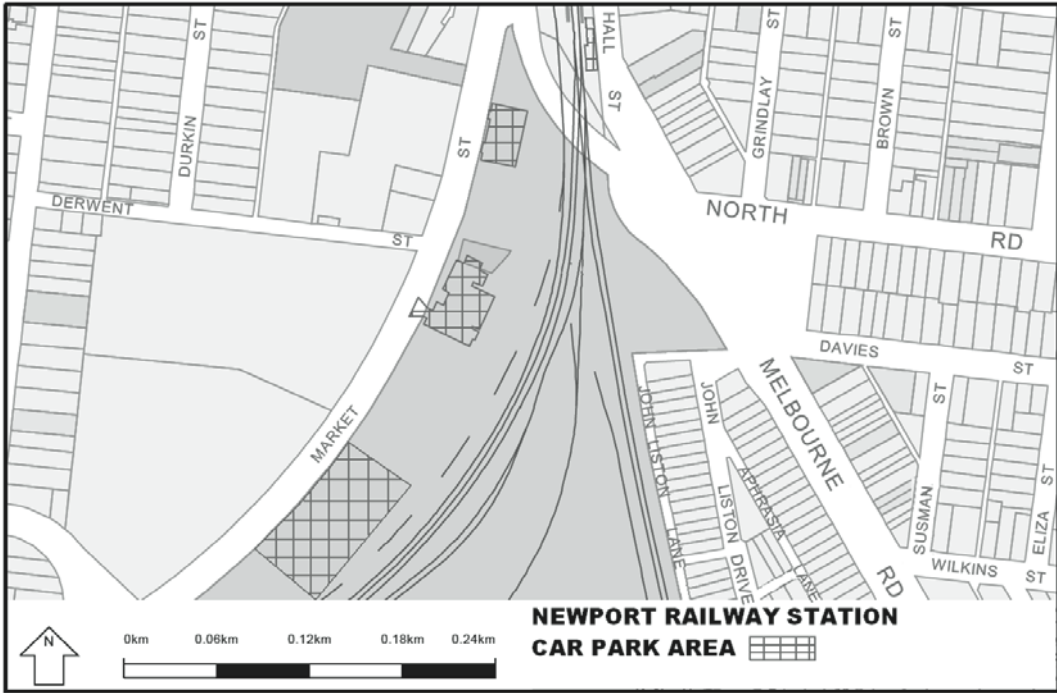 HALL
ST
ST
GRINDLAY
ST
BROWN
ST
DURKIN
ST
DERWENT
ST
NORTH
RD
DAVIES
ST
MELBOURNE
RD
MARKET
JOHN LISTON LANE
JOHN
LISTON DRIVE
APHRASIA
LANE
ST
SUSMAN
ST
ELIZA
WILKINS
ST
N
0km 0.06km 0.12km 0.18km 0.24km
NEWPORT RAILWAY STATION
CAR PARK AREA